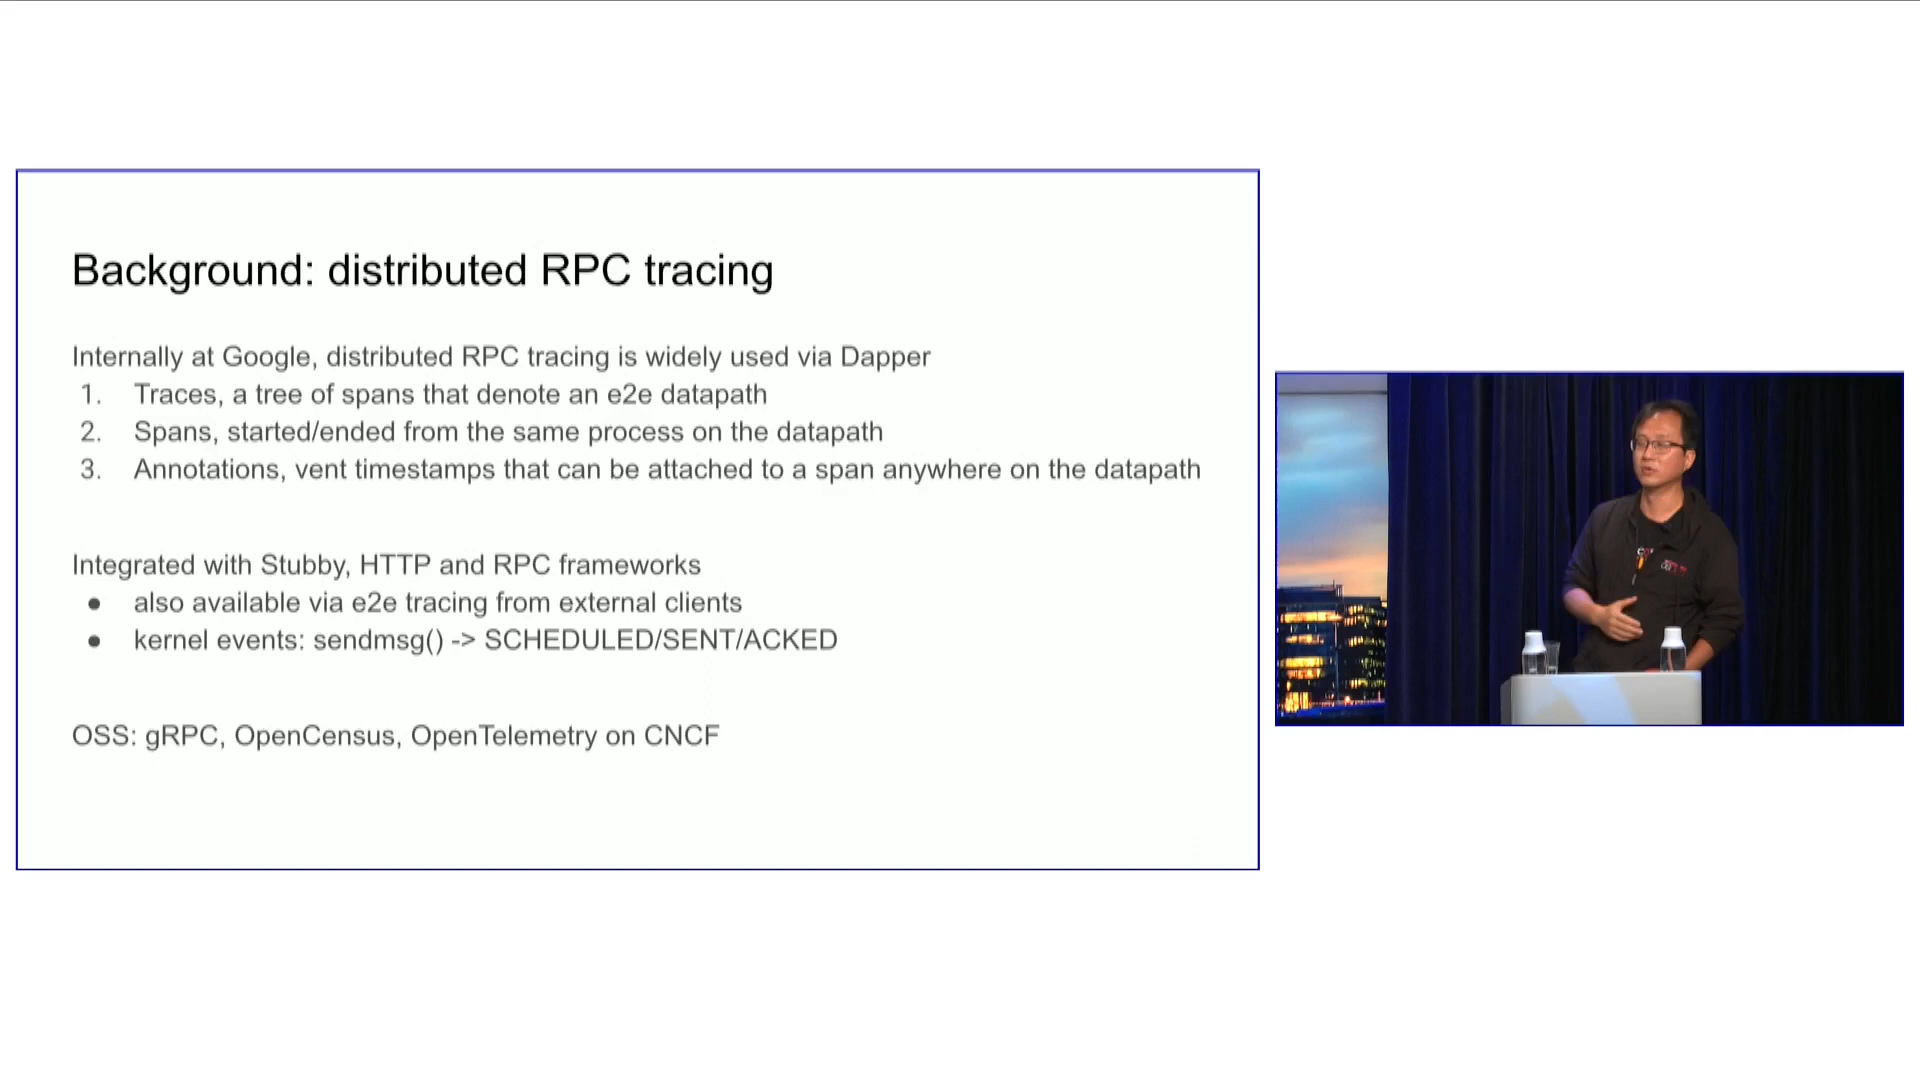 Background: distributed RPC tracing
Internally at Google, distributed RPC tracing is widely used via Dapper
1. Traces, a tree of spans that denote an e2e datapath
2. Spans, started/ended from the same process on the datapath
3. Annotations, vent timestamps that can be attached to a span anywhere on the datapath
Integrated with Stubby, HTTP and RPC frameworks
● also available via e2e tracing from external clients
● kernel events: sendmsg() -> SCHEDULED/SENT/ACKED
OSS: gRPC, OpenCensus, OpenTelemetry on CNCF